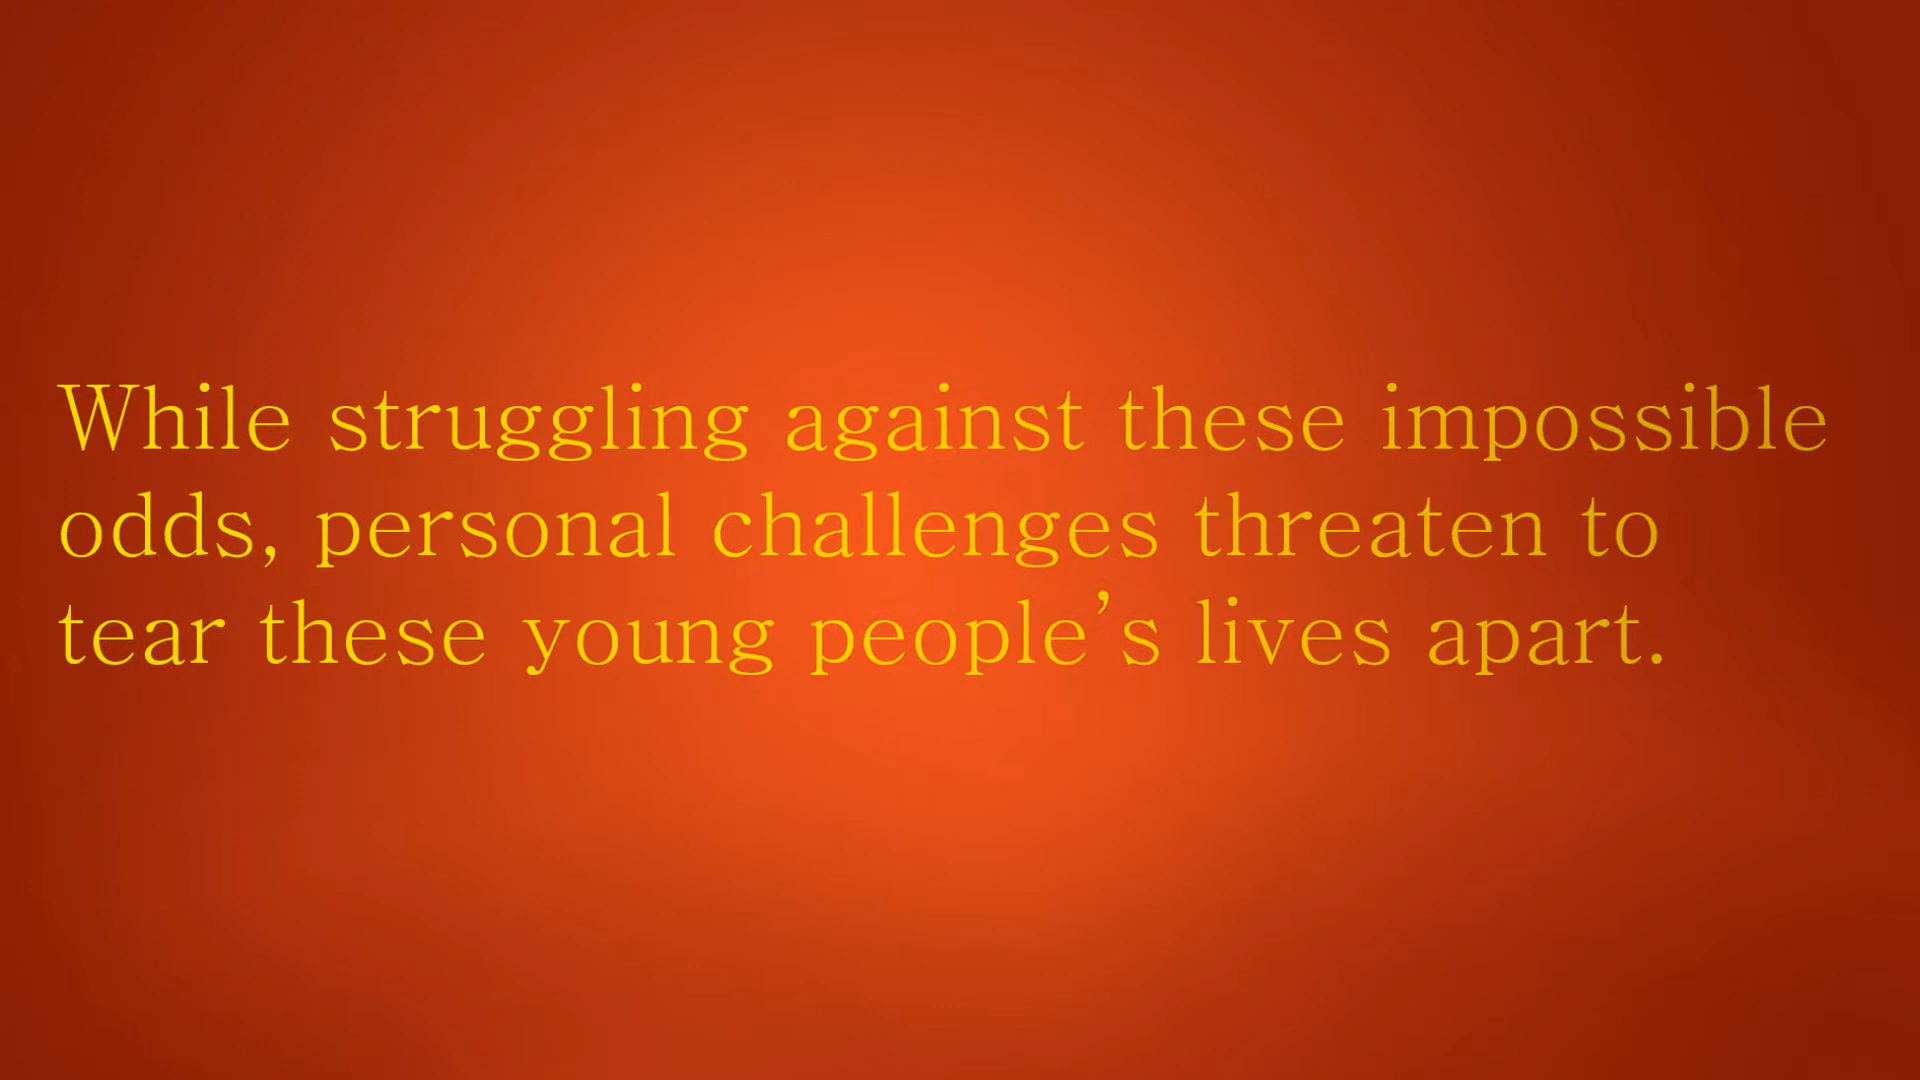 While struggling against these impossible
odds, personal challenges threaten to
tear these young people’s lives apart.